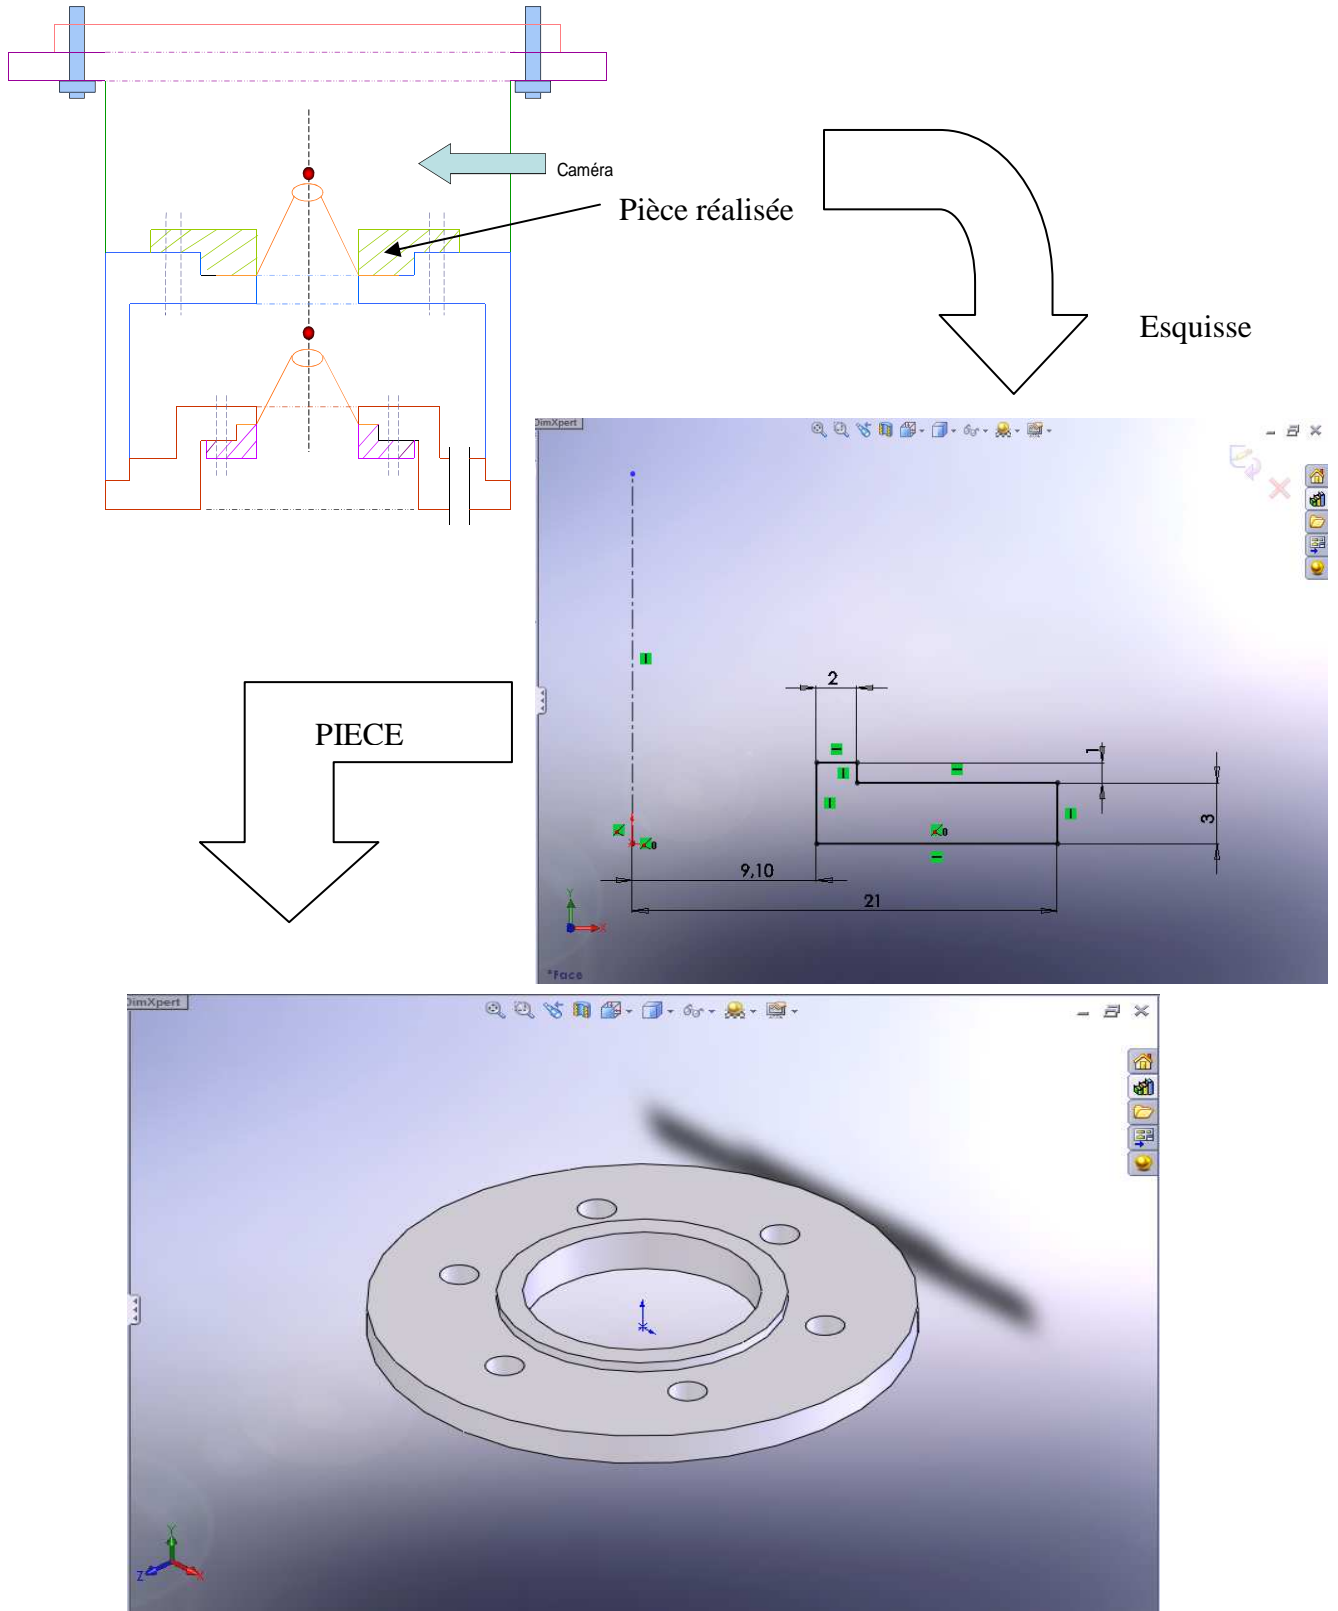 Caméra
Pièce réalisée
Esquisse
DimXpert
2
1
3
9,10
21
Y
X
*Face
PIECE
DimXpert
Y
Z
X